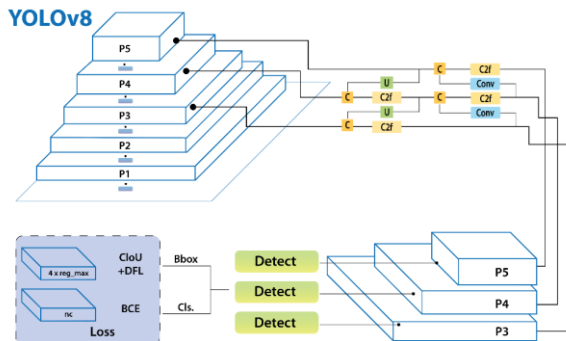 YOLOv8
P5
P4
P3
P2
P1
C
C2f
U
Conv
C
C2f
C
C2f
U
Conv
C
C2f
4 x reg_max
CIoU
+DFL
Bbox
nc
BCE
Cls.
Loss
Detect
Detect
Detect
P5
P4
P3